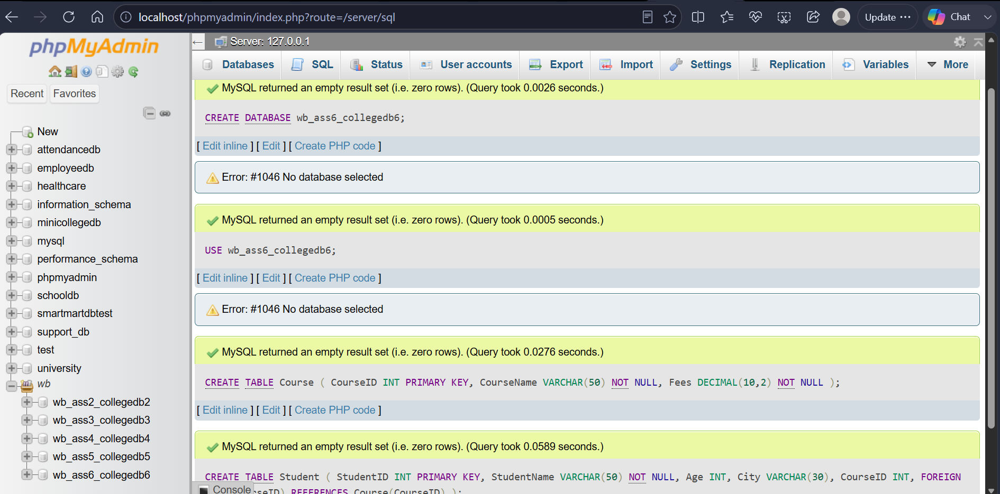 localhost/phpmyadmin/index.php?route=/server/sql
Update
Chat
phpMyAdmin
Recent
Favorites
New
attendancedb
employeedb
healthcare
information_schema
minicollegedb
mysql
performance_schema
phpmyadmin
schooldb
smartmartdbtest
support_db
test
university
wb
wb_ass2_collegedb2
wb_ass3_collegedb3
wb_ass4_collegedb4
wb_ass5_collegedb5
wb_ass6_collegedb6
Server: 127.0.0.1
Databases
SQL
Status
User accounts
Export
Import
Settings
Replication
Variables
More
MySQL returned an empty result set (i.e. zero rows). (Query took 0.0026 seconds.)
CREATE DATABASE wb_ass6_collegedb6;
[ Edit inline ] [ Edit ] [ Create PHP code ]
Error: #1046 No database selected
MySQL returned an empty result set (i.e. zero rows). (Query took 0.0005 seconds.)
USE wb_ass6_collegedb6;
[ Edit inline ] [ Edit ] [ Create PHP code ]
Error: #1046 No database selected
MySQL returned an empty result set (i.e. zero rows). (Query took 0.0276 seconds.)
CREATE TABLE Course ( CourseID INT PRIMARY KEY, CourseName VARCHAR(50) NOT NULL, Fees DECIMAL(10,2) NOT NULL );
[ Edit inline ] [ Edit ] [ Create PHP code ]
MySQL returned an empty result set (i.e. zero rows). (Query took 0.0589 seconds.)
CREATE TABLE Student ( StudentID INT PRIMARY KEY, StudentName VARCHAR(50) NOT NULL, Age INT, City VARCHAR(30), CourseID INT, FOREIGN
Console
seID) REFERENCES Course(CourseID) );